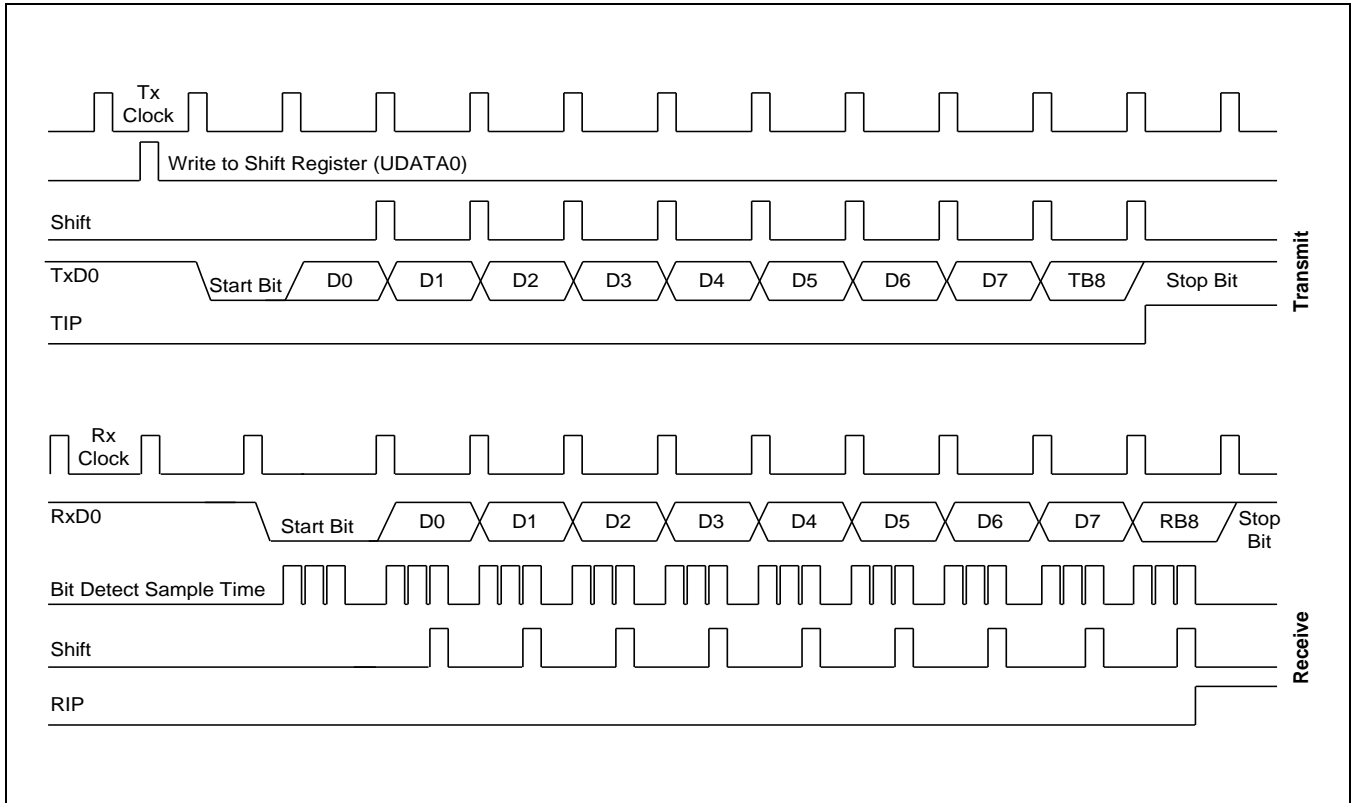 Tx
Clock
Write to Shift Register (UDATA0)
Shift
TxD0
Start Bit D0 D1 D2 D3 D4 D5 D6 D7 TB8 Stop Bit
TIP
Transmit
Rx
Clock
RxD0
Start Bit D0 D1 D2 D3 D4 D5 D6 D7 RB8 Stop
Bit
Bit Detect Sample Time
Shift
RIP
Receive